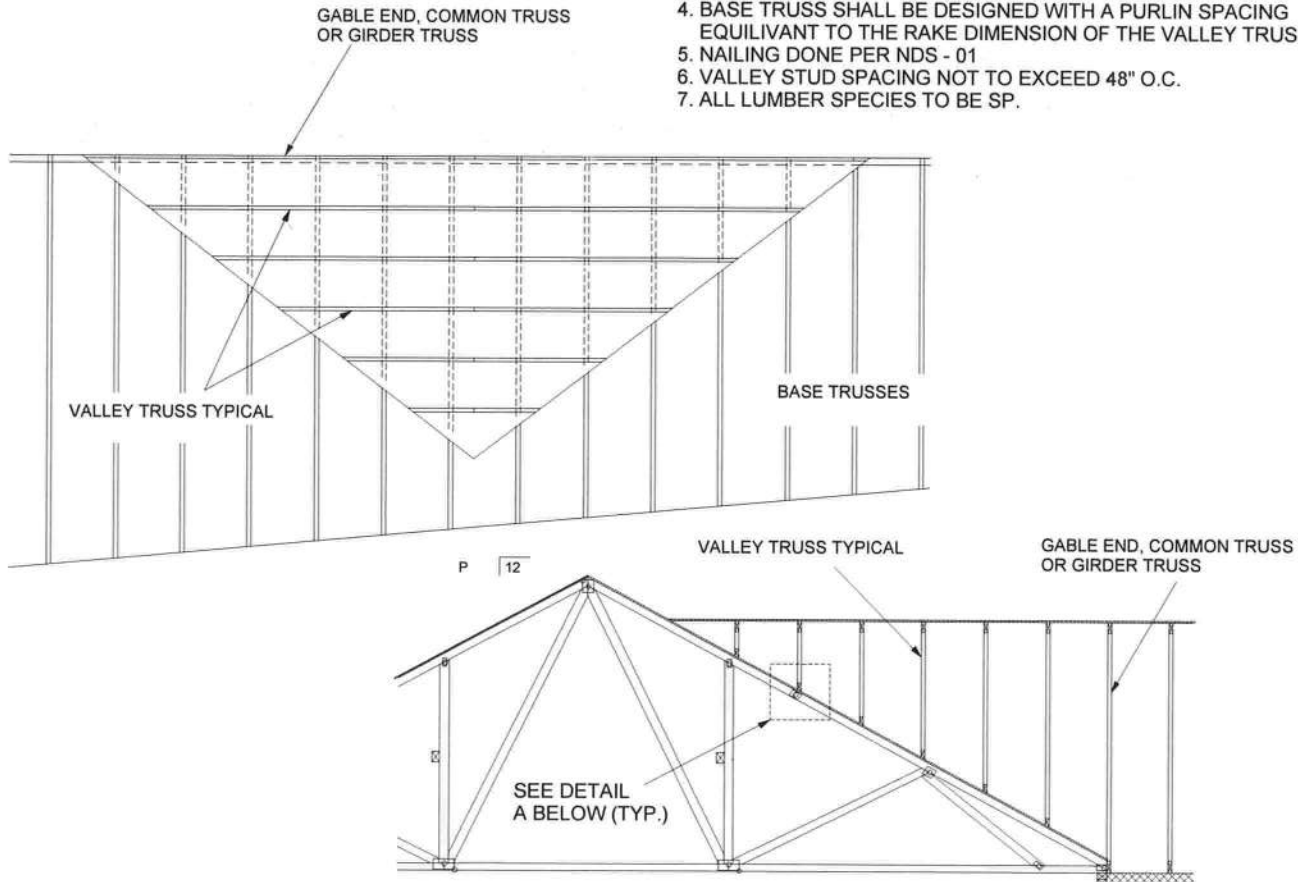 GABLE END, COMMON TRUSS
OR GIRDER TRUSS
4. BASE TRUSS SHALL BE DESIGNED WITH A PURLIN SPACING
EQUILIVANT TO THE RAKE DIMENSION OF THE VALLEY TRUS
5. NAILING DONE PER NDS - 01
6. VALLEY STUD SPACING NOT TO EXCEED 48" O.C.
7. ALL LUMBER SPECIES TO BE SP.
VALLEY TRUSS TYPICAL
BASE TRUSSES
P 12
VALLEY TRUSS TYPICAL
GABLE END, COMMON TRUSS
OR GIRDER TRUSS
SEE DETAIL
A BELOW (TYP.)